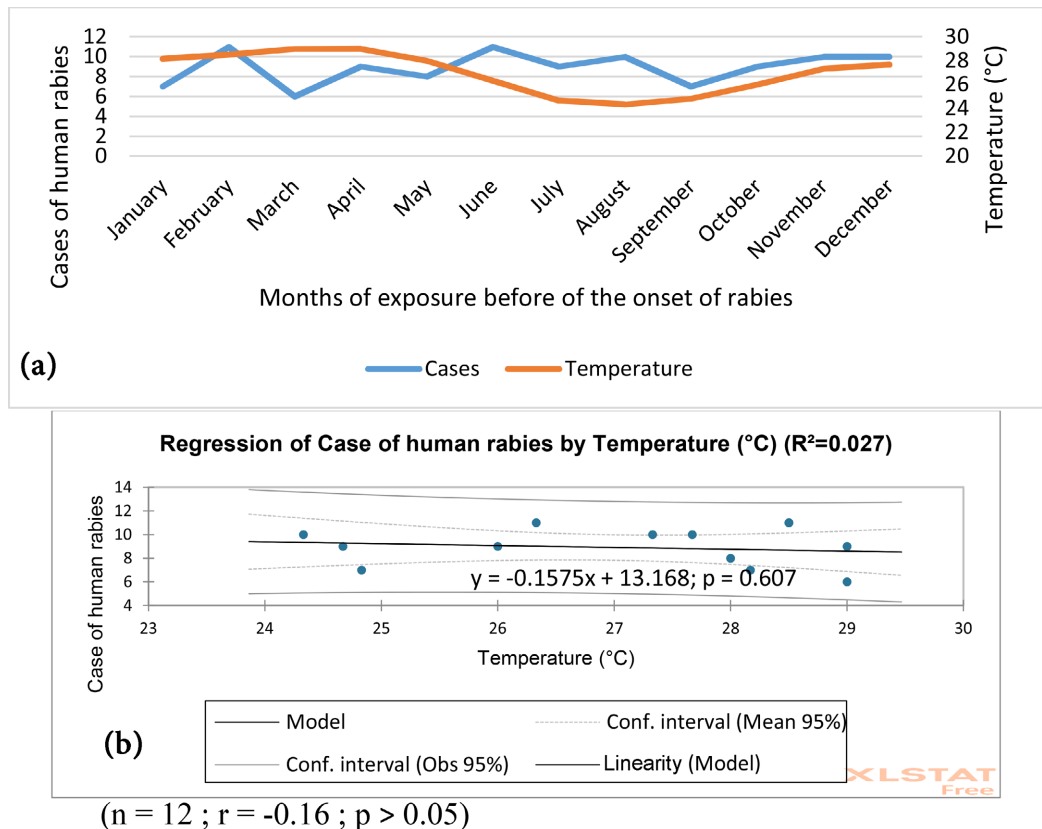 12
10
8
6
4
2
0
Cases of human rabies
30
28
26
24
22
20
Temperature (°C)
January
February
March
April
May
June
July
August
September
October
November
December
Months of exposure before of the onset of rabies
(a)
Cases
Temperature
Regression of Case of human rabies by Temperature (°C) (R²=0.027)
14
12
10
8
6
4
Case of human rabies
y = -0.1575x + 13.168; p = 0.607
23 24 25 26 27 28 29 30
Temperature (°C)
Model
Conf. interval (Mean 95%)
(b)
Conf. interval (Obs 95%)
Linearity (Model)
XLSTAT
Free
(n = 12 ; r = -0.16 ; p > 0.05)